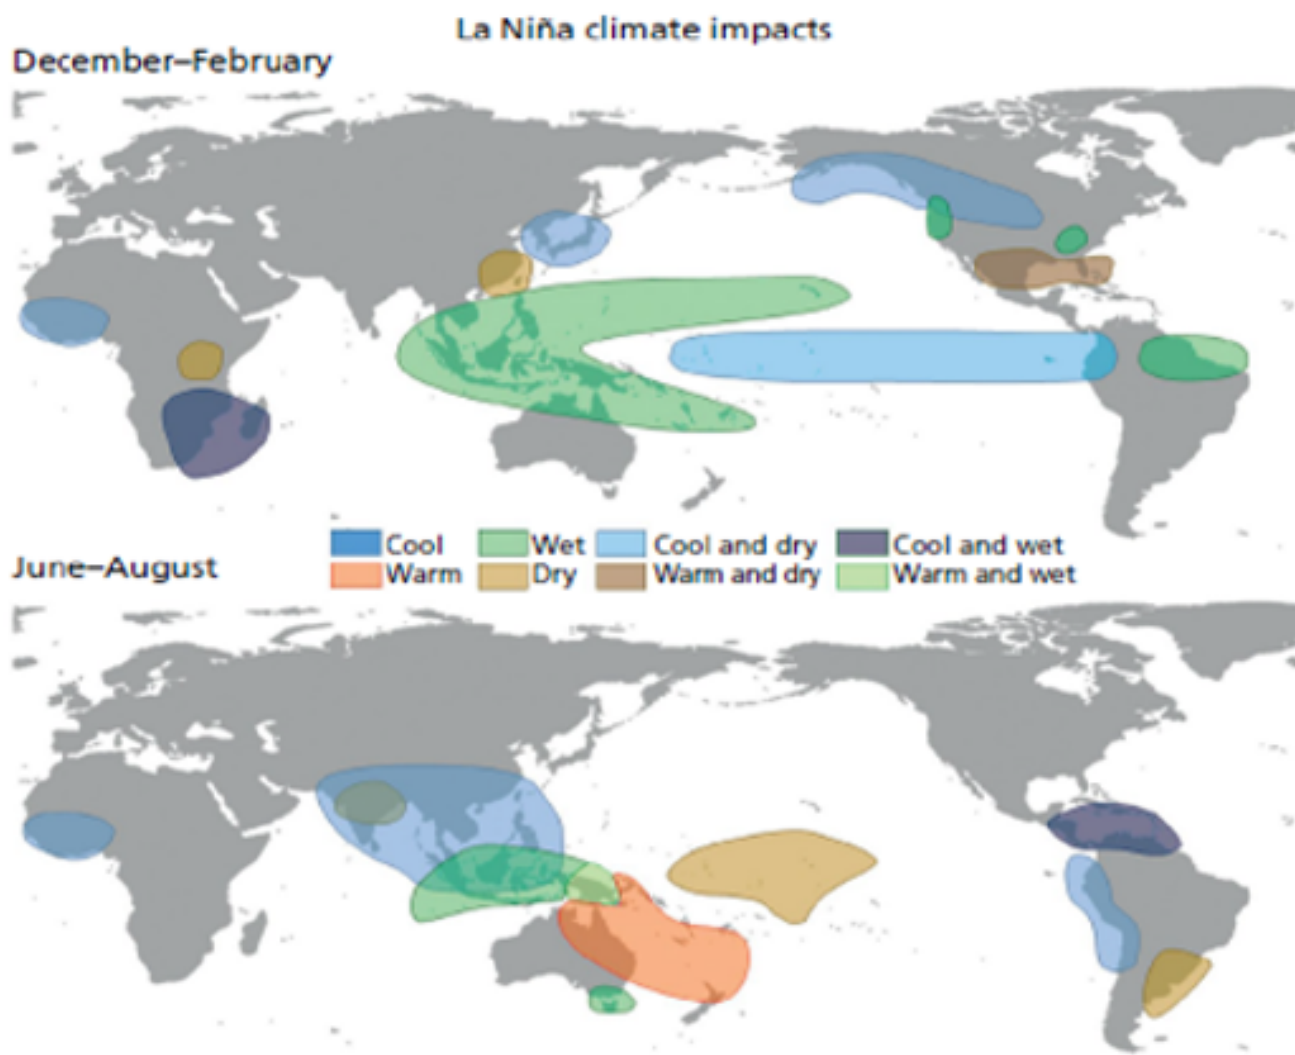 La Niña climate impacts
December–February
Cool Wet Cool and dry Cool and wet
June–August
Warm Dry Warm and dry Warm and wet